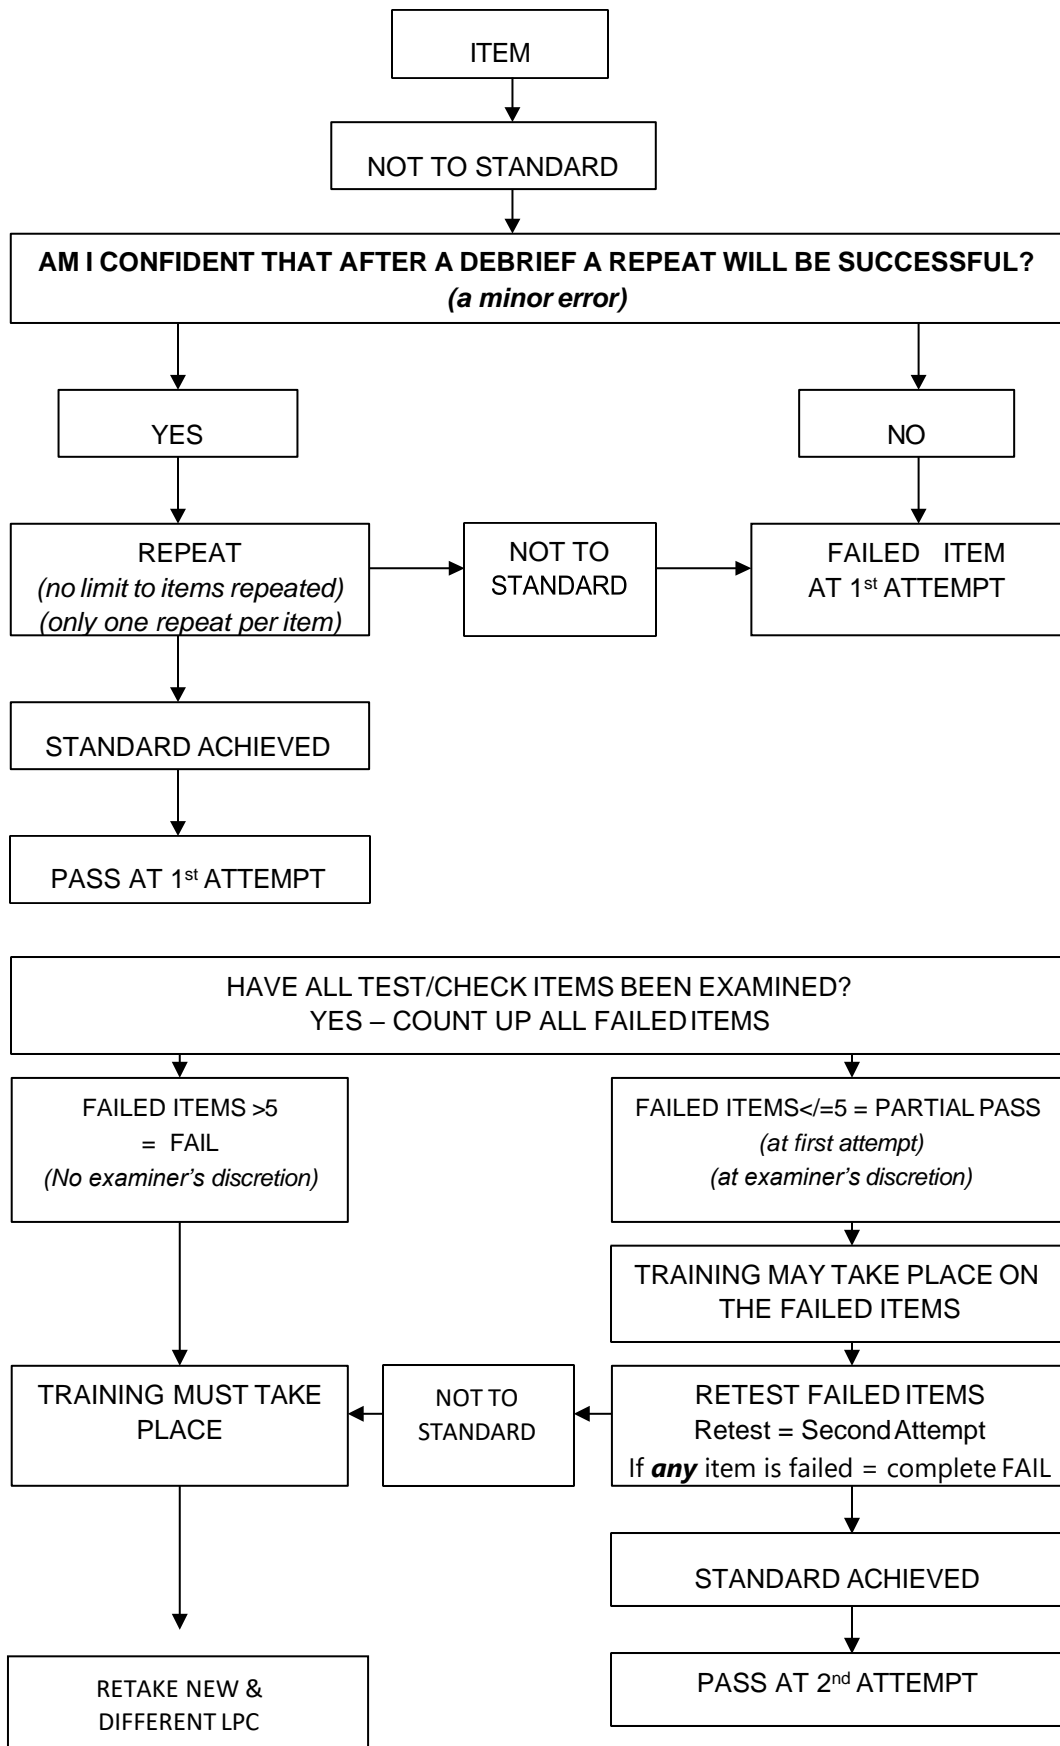 ITEM
NOT TO STANDARD
AM I CONFIDENT THAT AFTER A DEBRIEF A REPEAT WILL BE SUCCESSFUL?
(a minor error)
YES
NO
REPEAT
(no limit to items repeated)
(only one repeat per item)
NOT TO
STANDARD
FAILED ITEM
AT 1st ATTEMPT
STANDARD ACHIEVED
PASS AT 1st ATTEMPT
HAVE ALL TEST/CHECK ITEMS BEEN EXAMINED?
YES – COUNT UP ALL FAILED ITEMS
FAILED ITEMS >5
= FAIL
(No examiner's discretion)
FAILED ITEMS</=5 = PARTIAL PASS
(at first attempt)
(at examiner's discretion)
TRAINING MAY TAKE PLACE ON
THE FAILED ITEMS
TRAINING MUST TAKE
PLACE
NOT TO
STANDARD
RETEST FAILED ITEMS
Retest = Second Attempt
If any item is failed = complete FAIL
STANDARD ACHIEVED
RETAKE NEW &
DIFFERENT LPC
PASS AT 2nd ATTEMPT